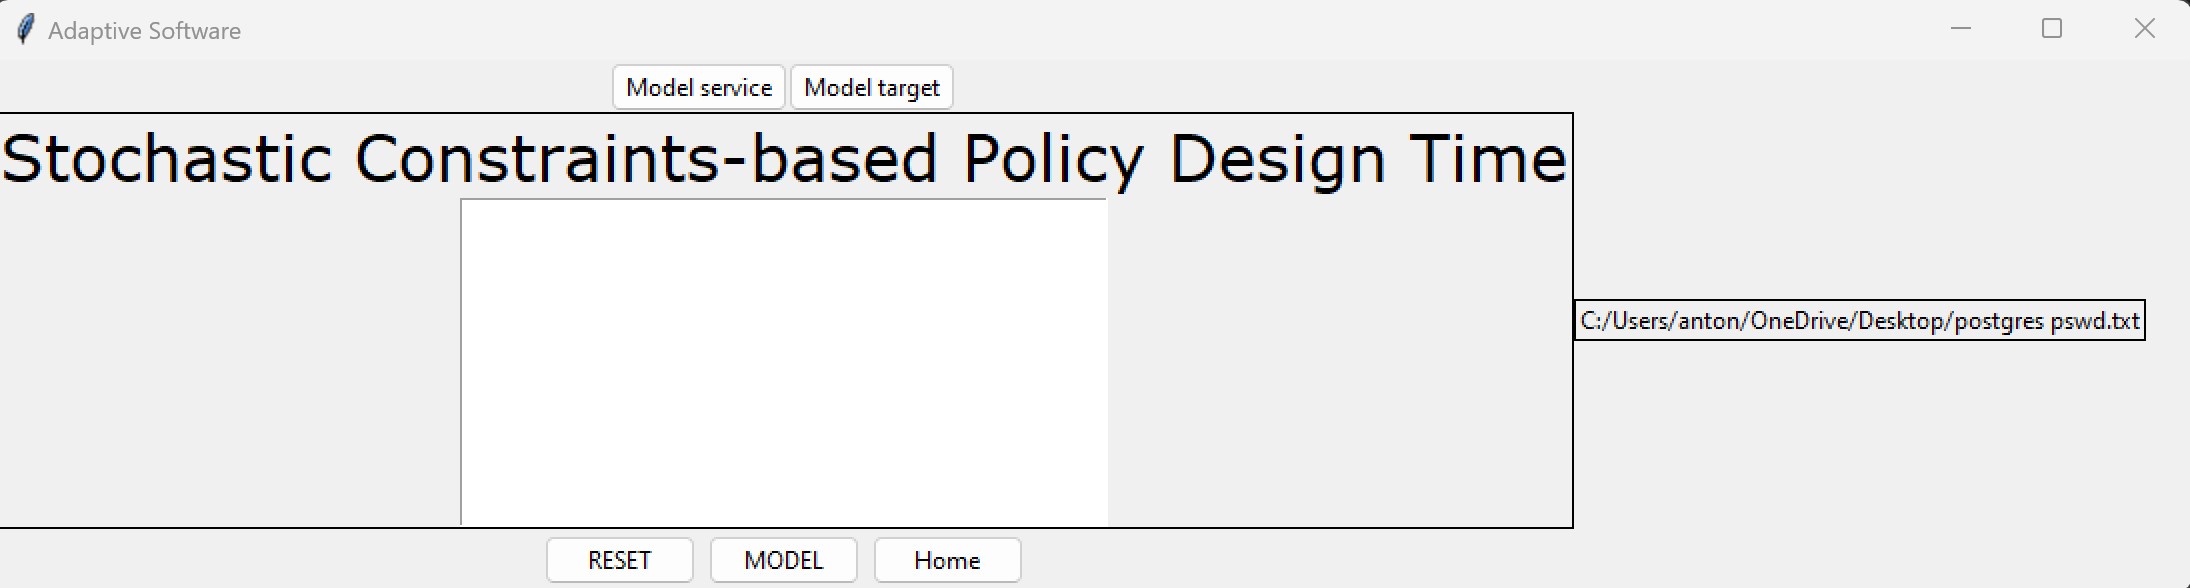 Adaptive Software
Model service Model target
Stochastic Constraints-based Policy Design Time
C:/Users/anton/OneDrive/Desktop/postgres pswd.txt
RESET MODEL Home